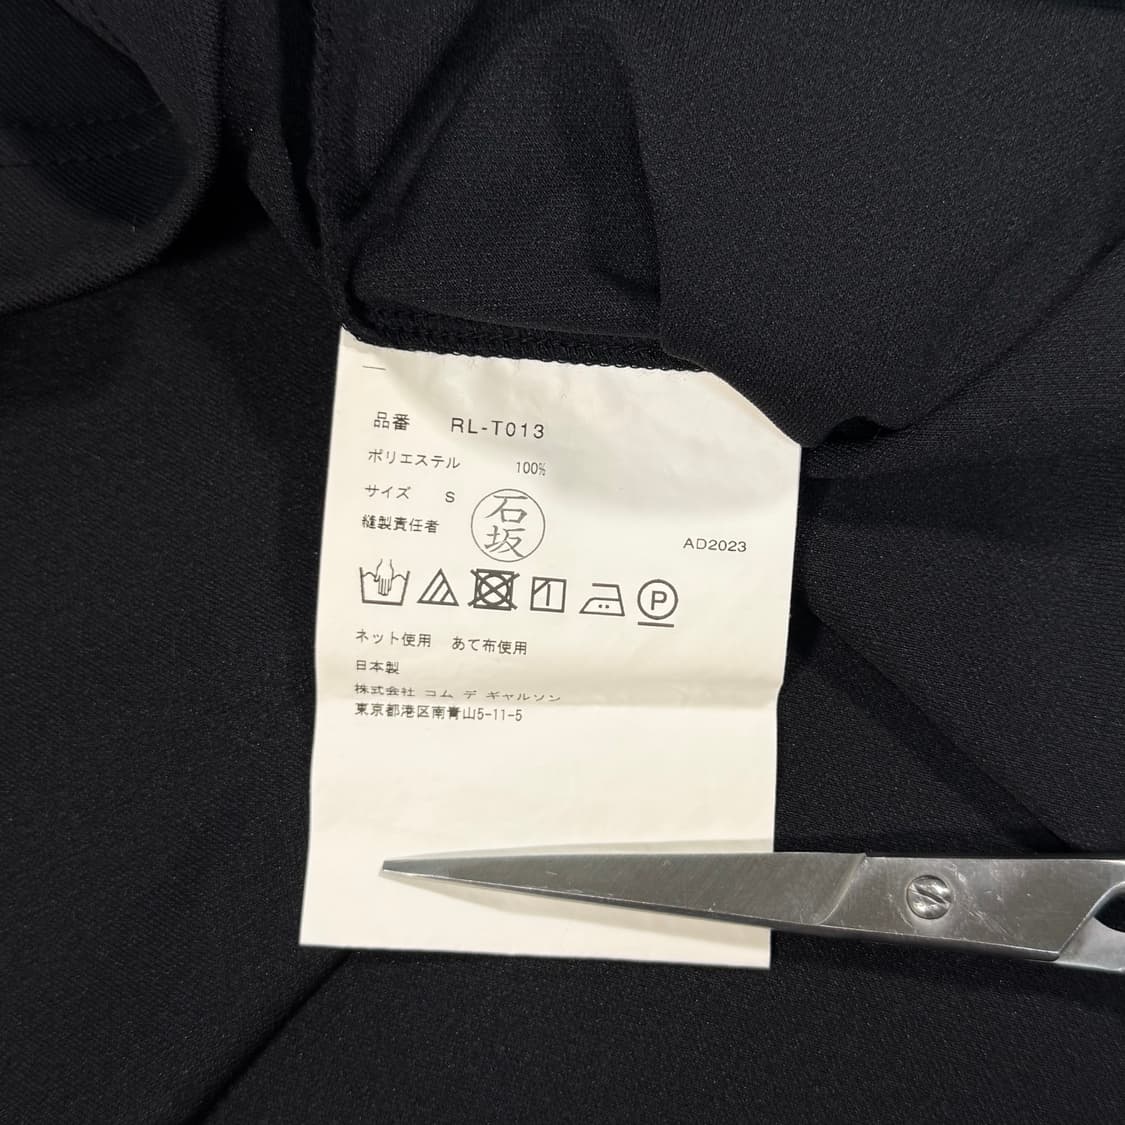 品番 RL-T013
ポリエステル 100%
サイズ S
縫製責任者 石坂
AD2023
P
ネット使用 あて布使用
日本製
株式会社 コム デ ギャルソン
東京都港区南青山5-11-5